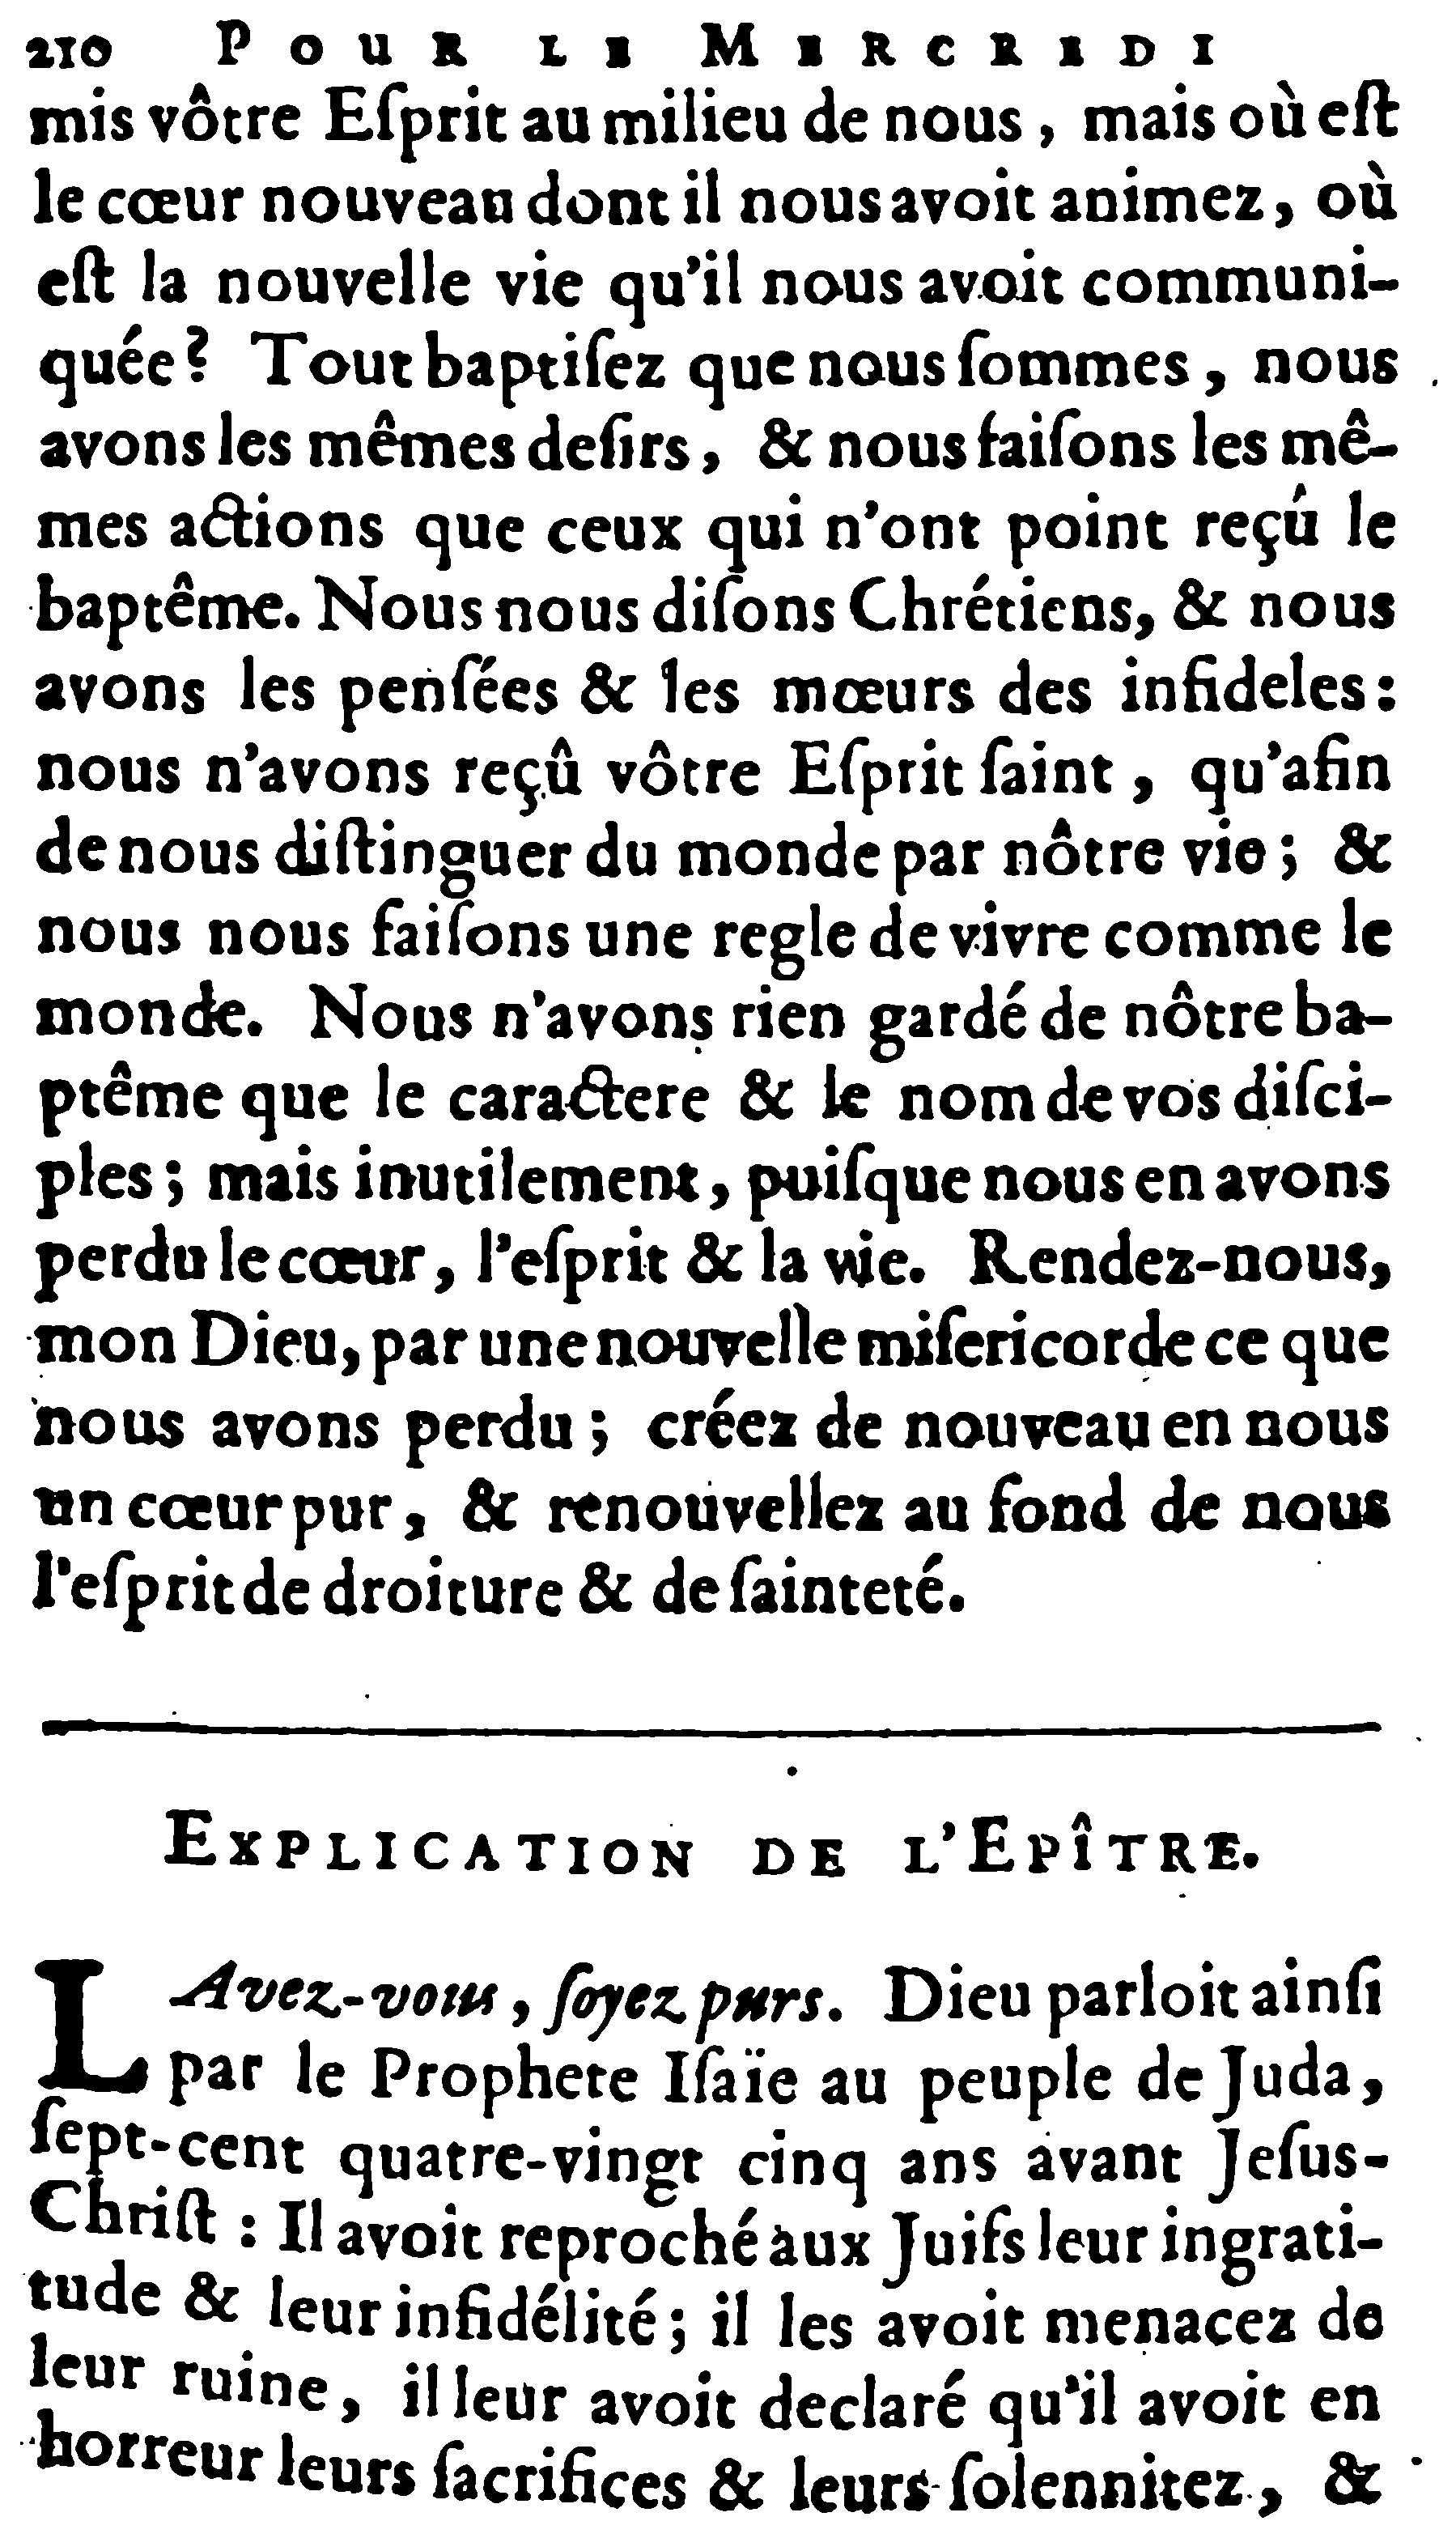 210 POUR LE MERCREDI
mis vôtre Eſprit au milieu de nous, mais où eſt
le cœur nouveau dont il nous avoit animez, où
eſt la nouvelle vie qu'il nous avoit communi-
quée? Tout baptiſez que nous ſommes, nous
avons les mêmes deſirs, & nous faiſons les mê-
mes actions que ceux qui n'ont point reçû le
baptême. Nous nous diſons Chrétiens, & nous
avons les penſées & les mœurs des infideles:
nous n'avons reçû vôtre Eſprit ſaint, qu'afin
de nous diſtinguer du monde par nôtre vie; &
nous nous faiſons une regle de vivre comme le
monde. Nous n'avons rien gardé de nôtre ba-
ptême que le caractere & le nom de vos diſci-
ples; mais inutilement, puiſque nous en avons
perdu le cœur, l'eſprit & la vie. Rendez-nous,
mon Dieu, par une nouvelle miſericorde ce que
nous avons perdu; créez de nouveau en nous
un cœur pur, & renouvellez au fond de nous
l'eſprit de droiture & de ſainteté.
EXPLICATION DE L'EPÎTRE.
LAvez-vous, ſoyez purs. Dieu parloit ainſi
par le Prophete Iſaïe au peuple de Juda,
ſept-cent quatre-vingt cinq ans avant Jeſus-
Chriſt : Il avoit reproché aux Juifs leur ingrati-
tude & leur infidélité; il les avoit menacez de
leur ruine, il leur avoit declaré qu'il avoit en
horreur leurs ſacrifices & leurs ſolennitez, &